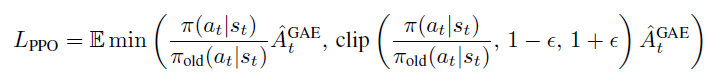 L_PPO = 𝔼 min ( π(a_t|s_t) / π_old(a_t|s_t) Â_t^GAE, clip ( π(a_t|s_t) / π_old(a_t|s_t), 1 − ϵ, 1 + ϵ ) Â_t^GAE )